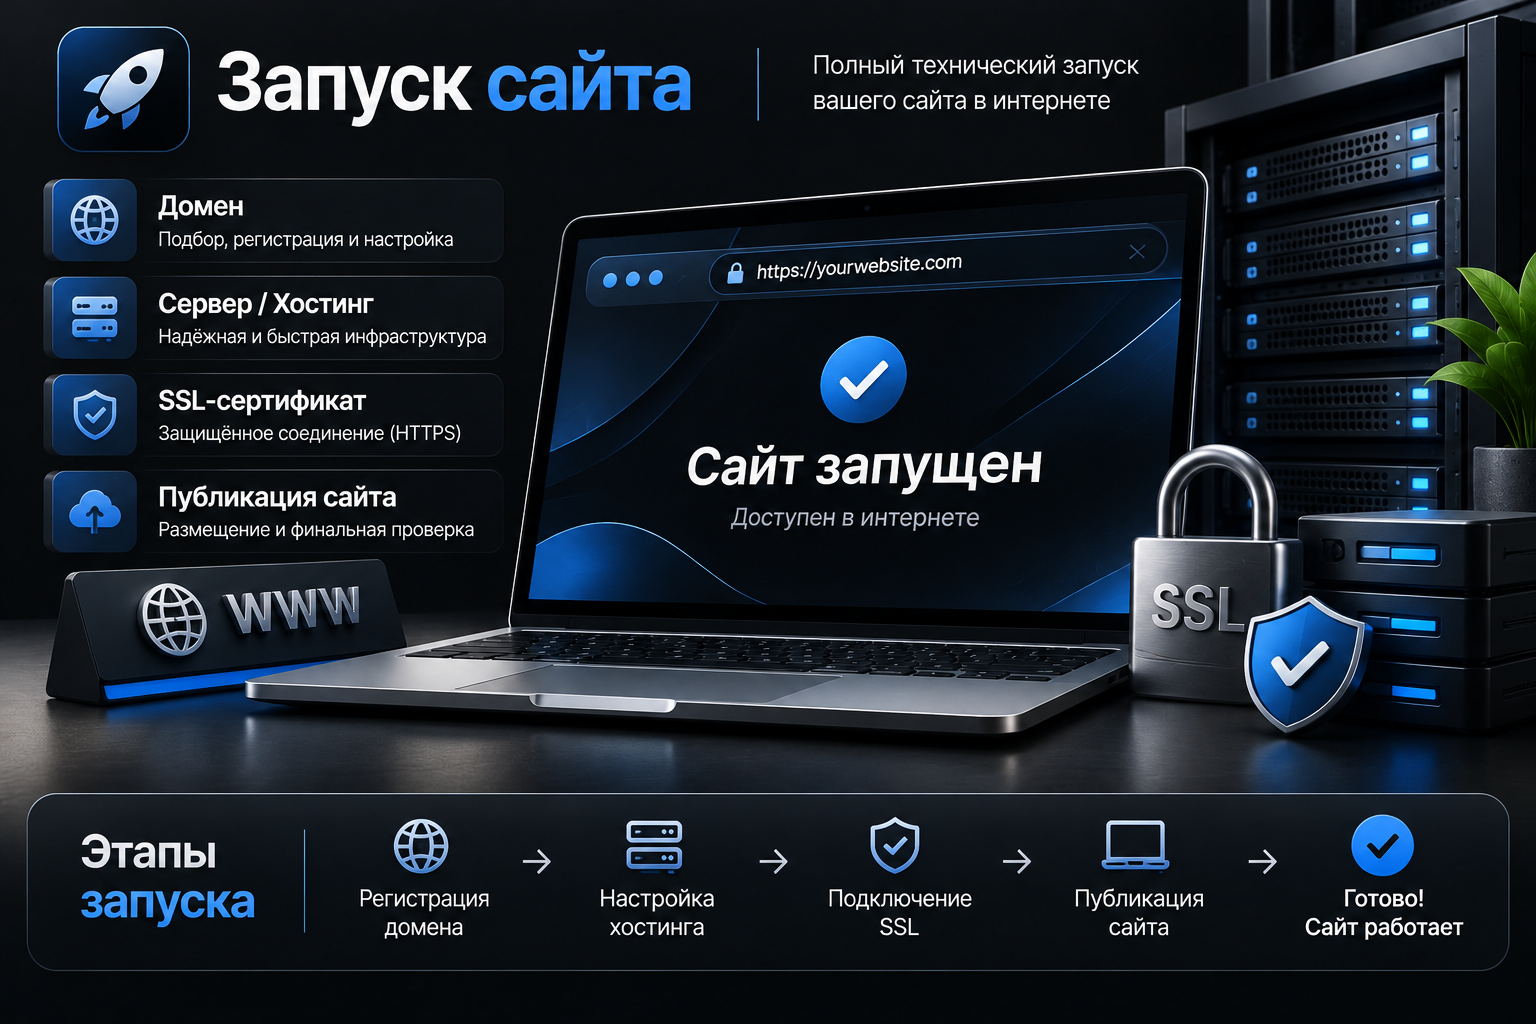 Запуск сайта
Полный технический запуск
вашего сайта в интернете
Домен
Подбор, регистрация и настройка
Сервер / Хостинг
Надёжная и быстрая инфраструктура
SSL-сертификат
Защищённое соединение (HTTPS)
Публикация сайта
Размещение и финальная проверка
WWW
https://yourwebsite.com
Сайт запущен
Доступен в интернете
SSL
Этапы
запуска
Регистрация
домена
Настройка
хостинга
Подключение
SSL
Публикация
сайта
Готово!
Сайт работает